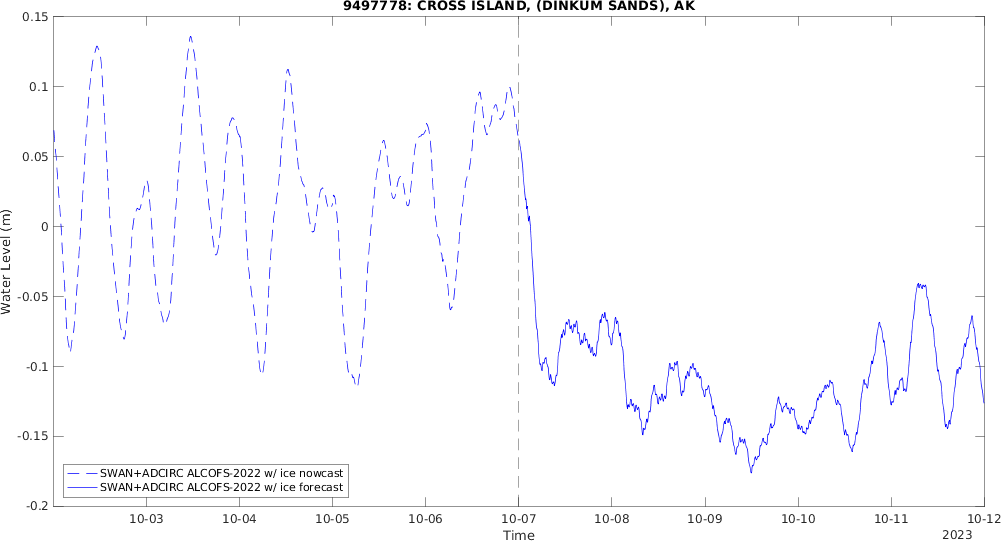 9497778: CROSS ISLAND, (DINKUM SANDS), AK
0.15
0.1
0.05
0
-0.05
-0.1
-0.15
-0.2
Water Level (m)
SWAN+ADCIRC ALCOFS-2022 w/ ice nowcast
SWAN+ADCIRC ALCOFS-2022 w/ ice forecast
10-03 10-04 10-05 10-06 10-07 10-08 10-09 10-10 10-11 10-12
Time
2023